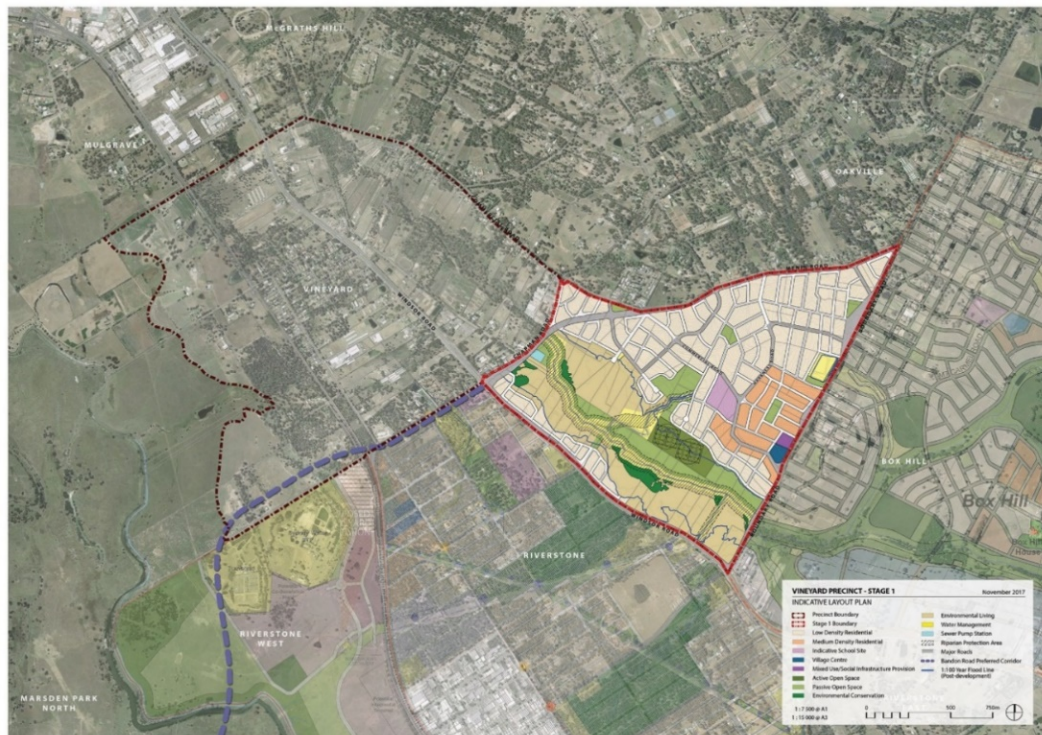 McGRATHS HILL
MULGRAVE
OAKVILLE
VINEYARD
BOX HILL
Box Hill
WINDSOR ROAD
RIVERSTONE
RIVERSTONE
WEST
MARSDEN PARK
NORTH
VINEYARD PRECINCT - STAGE 1
November 2017
INDICATIVE LAYOUT PLAN
Precinct Boundary
Stage 1 Boundary
Low Density Residential
Medium Density Residential
Indicative School Site
Village Centre
Mixed Use/Social Infrastructure Provision
Active Open Space
Passive Open Space
Environmental Conservation
Environmental Living
Water Management
Sewer Pump Station
Riparian Protection Area
Major Roads
Bandon Road Preferred Corridor
1:100 Year Flood Line
(Post-development)
1 : 7 500 @ A1
1 : 15 000 @ A3
0
500
750m